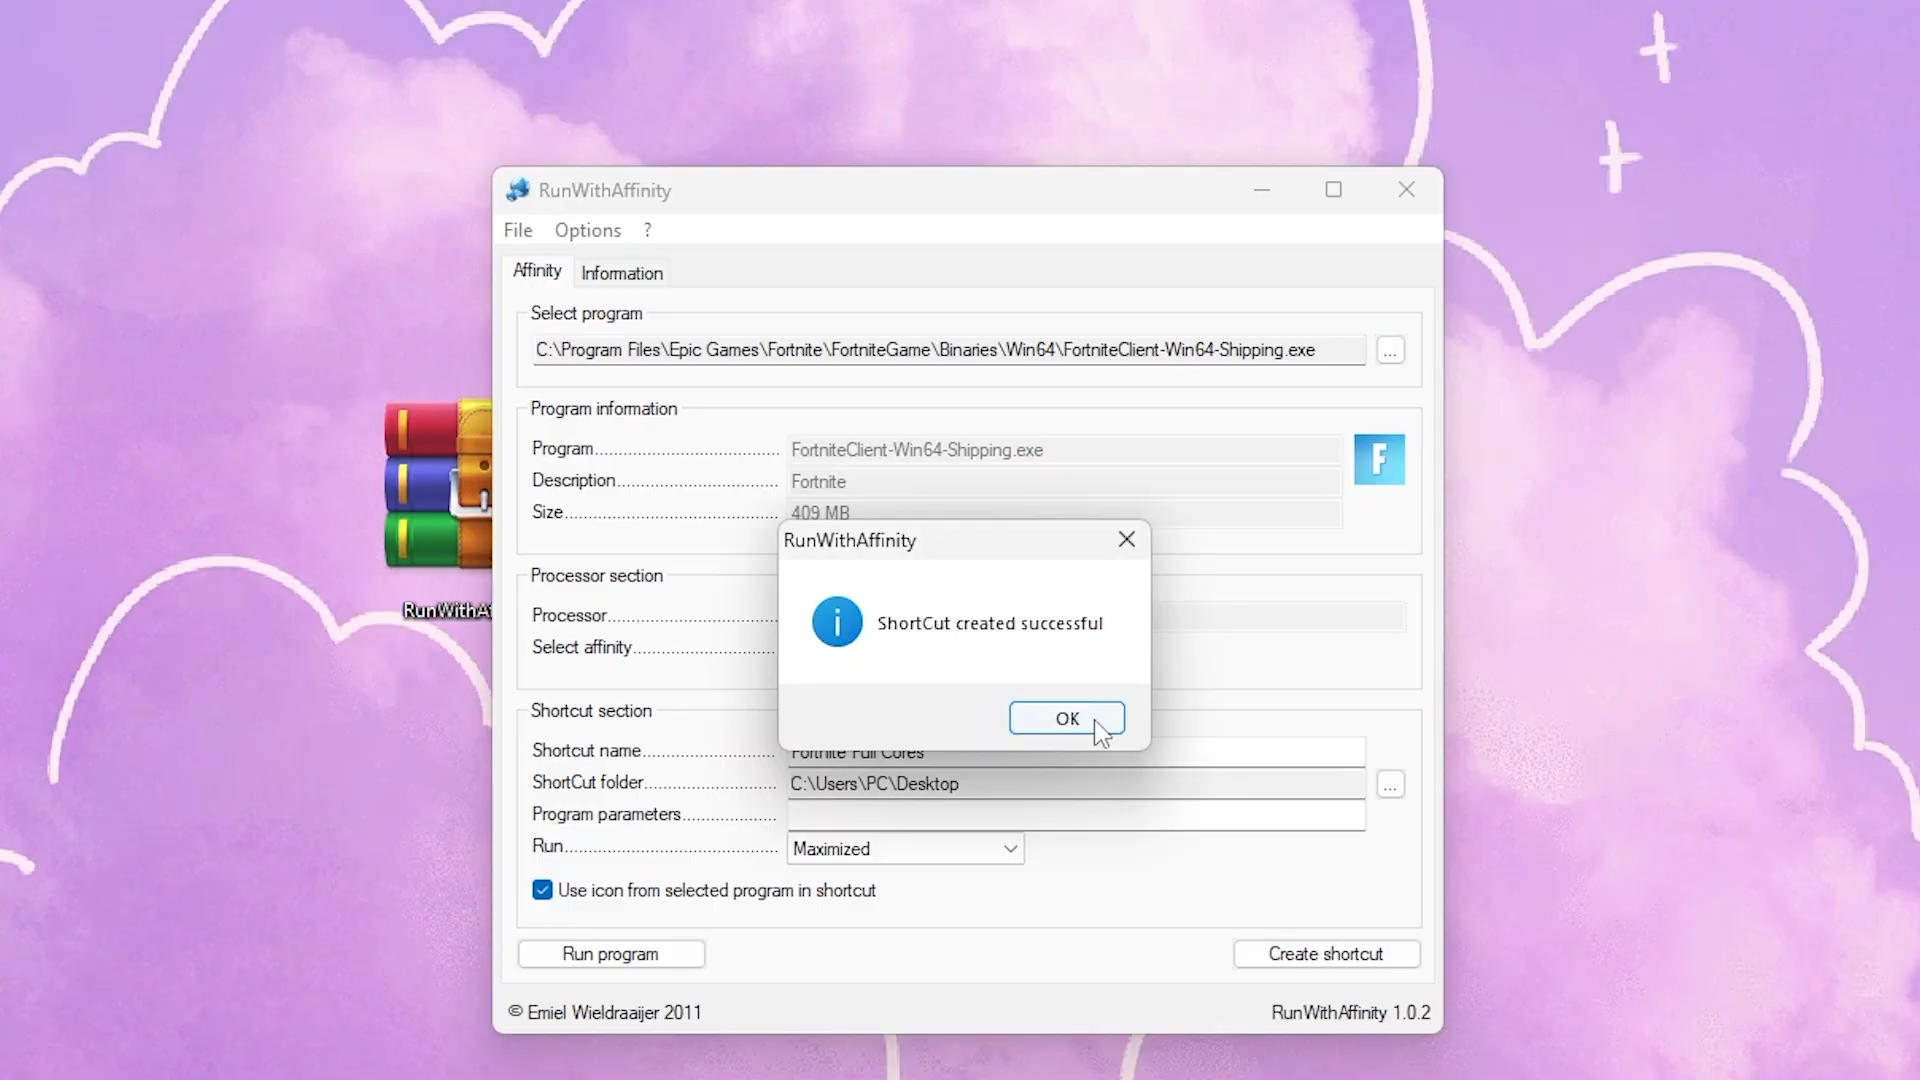 RunWithAffinity
File Options ?
Affinity Information
Select program
C:\Program Files\Epic Games\Fortnite\FortniteGame\Binaries\Win64\FortniteClient-Win64-Shipping.exe ...
Program information
Program.......................... FortniteClient-Win64-Shipping.exe
F
Description...................... Fortnite
Size.............................. 409 MB
RunWithAffinity
Processor section
Processor........................
Select affinity....................
ShortCut created successful
OK
RunWithAf
Shortcut section
Shortcut name................... Fortnite Full Cores
ShortCut folder................... C:\Users\PC\Desktop ...
Program parameters.............
Run............................... Maximized
Use icon from selected program in shortcut
Run program Create shortcut
© Emiel Wieldraaijer 2011 RunWithAffinity 1.0.2